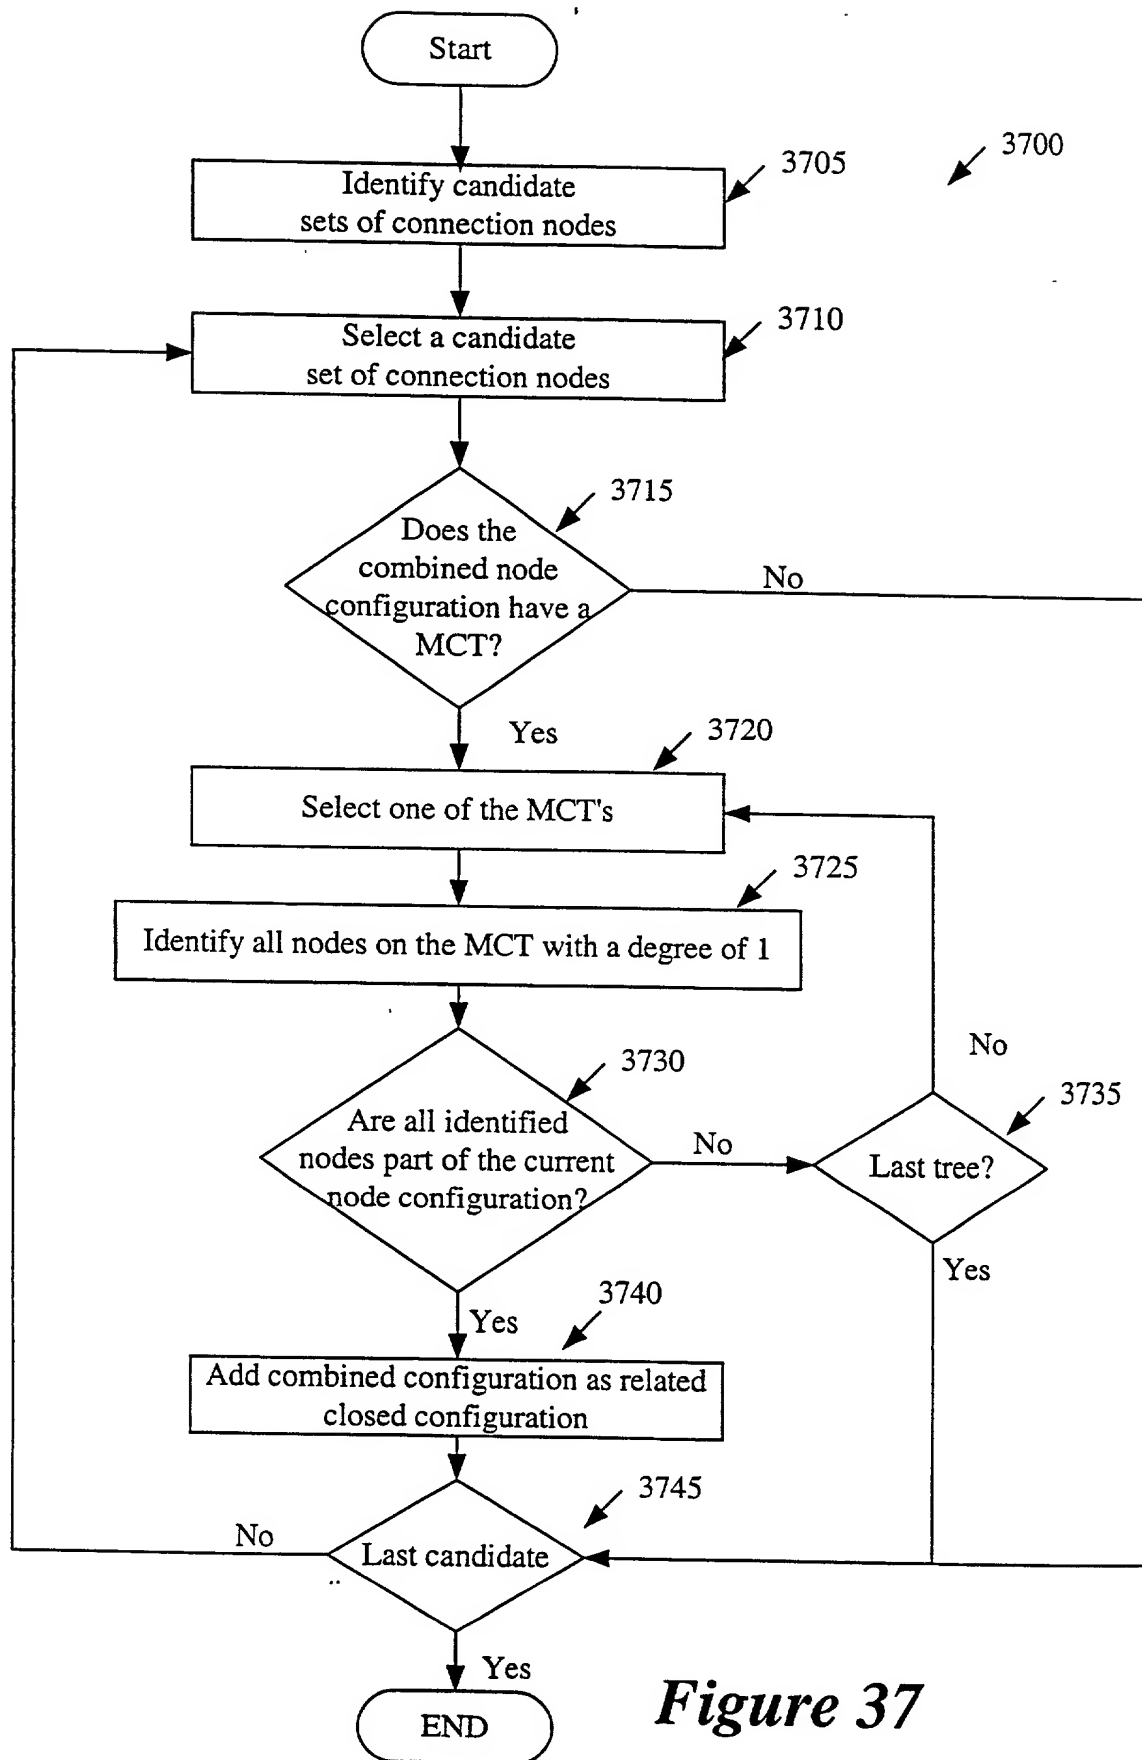 Start
3700
3705
Identify candidate
sets of connection nodes
3710
Select a candidate
set of connection nodes
3715
Does the
combined node
configuration have a
MCT?
No
Yes
3720
Select one of the MCT's
3725
Identify all nodes on the MCT with a degree of 1
No
3730
3735
Are all identified
nodes part of the current
node configuration?
No
Last tree?
Yes
3740
Yes
Add combined configuration as related
closed configuration
3745
No
Last candidate
Yes
END
Figure 37